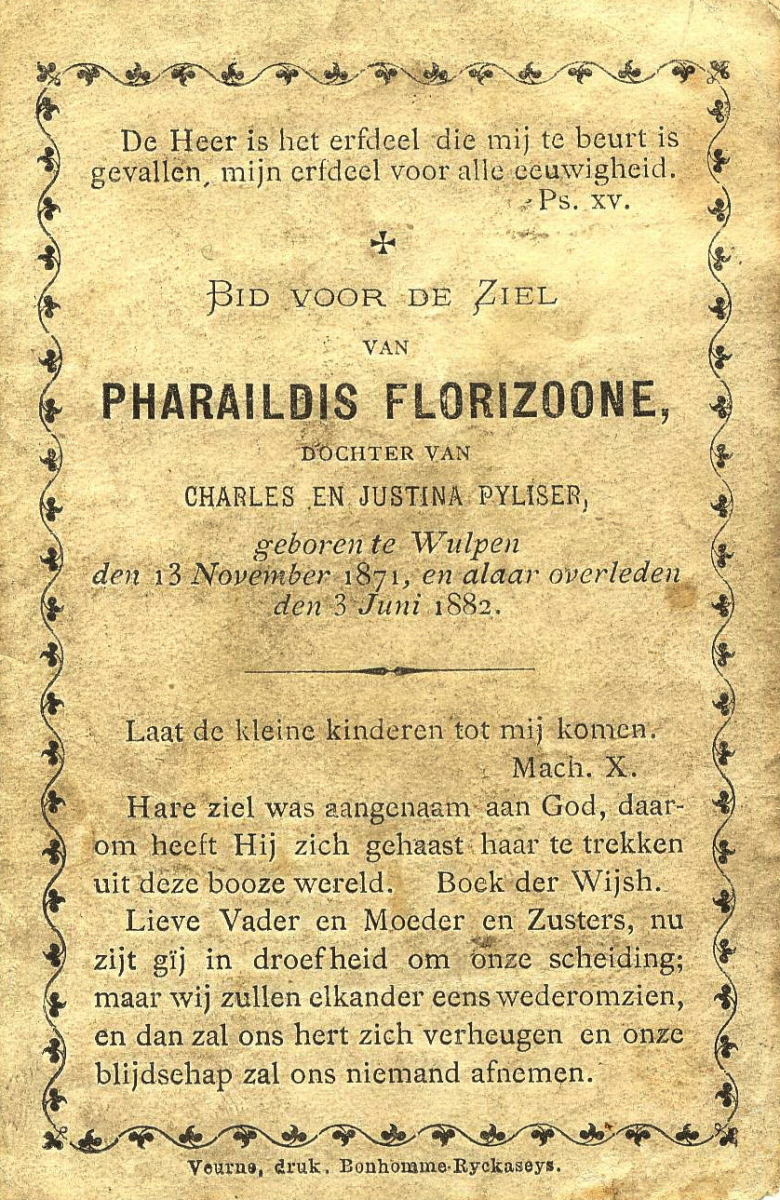 De Heer is het erfdeel die mij te beurt is
gevallen, mijn erfdeel voor alle eeuwigheid.
Ps. xv.
✠
Bid voor de Ziel
van
PHARAILDIS FLORIZOONE,
DOCHTER VAN
CHARLES EN JUSTINA PYLISER,
geboren te Wulpen
den 13 November 1871, en alaar overleden
den 3 Juni 1882.
Laat de kleine kinderen tot mij komen.
Mach. X.
Hare ziel was aangenaam aan God, daar-
om heeft Hij zich gehaast haar te trekken
uit deze booze wereld. Boek der Wijsh.
Lieve Vader en Moeder en Zusters, nu
zijt gïj in droefheid om onze scheiding;
maar wij zullen elkander eens wederomzien,
en dan zal ons hert zich verheugen en onze
blijdsehap zal ons niemand afnemen.
Veurne, druk. Bonhomme-Ryckaseys.